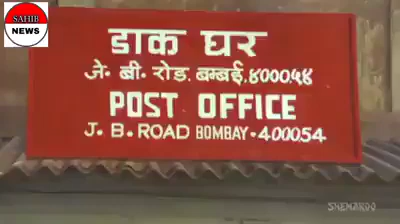 SAHIB
NEWS
डाक घर
जे. बी. रोड. बम्बई. ४०००५४
POST OFFICE
J. B. ROAD BOMBAY - 400054
SHEMAROO